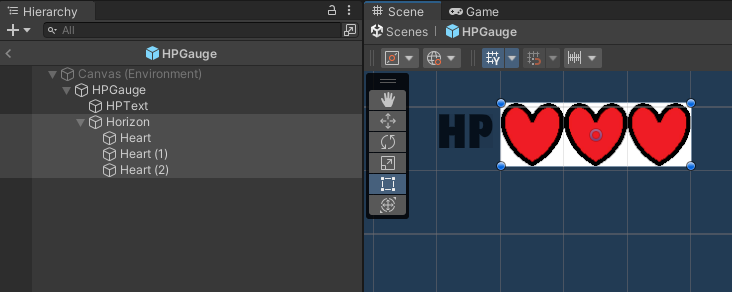 Hierarchy
All
HPGauge
Canvas (Environment)
HPGauge
HPText
Horizon
Heart
Heart (1)
Heart (2)
Scene
Game
Scenes
HPGauge
Y
HP